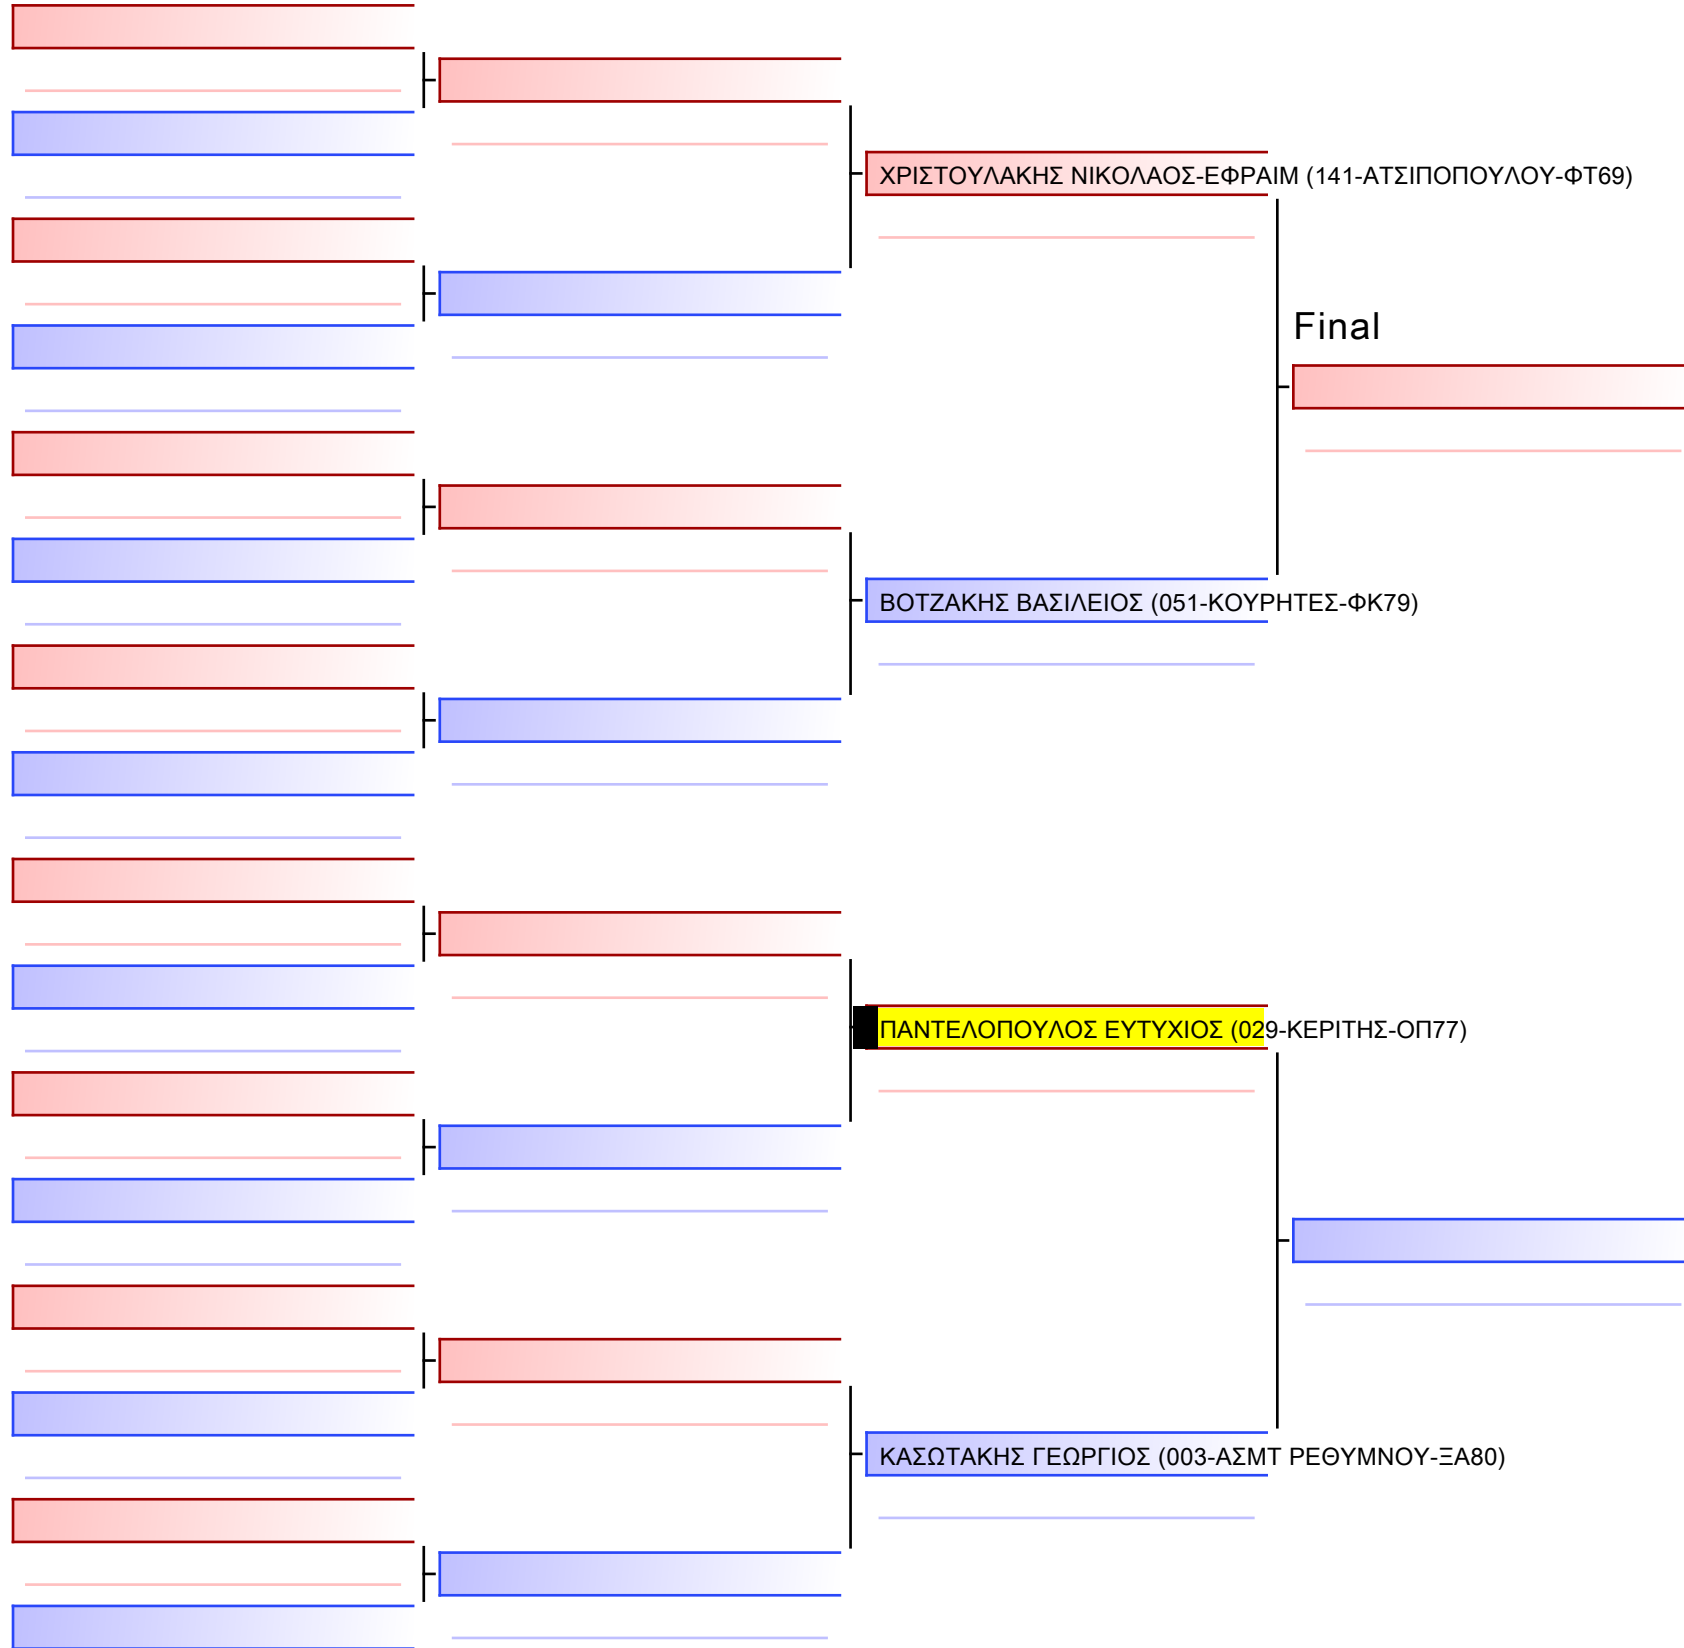 ΧΡΙΣΤΟΥΛΑΚΗΣ ΝΙΚΟΛΑΟΣ-ΕΦΡΑΙΜ (141-ΑΤΣΙΠΟΠΟΥΛΟΥ-ΦΤ69)
Final
ΒΟΤΖΑΚΗΣ ΒΑΣΙΛΕΙΟΣ (051-ΚΟΥΡΗΤΕΣ-ΦΚ79)
ΠΑΝΤΕΛΟΠΟΥΛΟΣ ΕΥΤΥΧΙΟΣ (029-ΚΕΡΙΤΗΣ-ΟΠ77)
ΚΑΣΩΤΑΚΗΣ ΓΕΩΡΓΙΟΣ (003-ΑΣΜΤ ΡΕΘΥΜΝΟΥ-ΞΑ80)